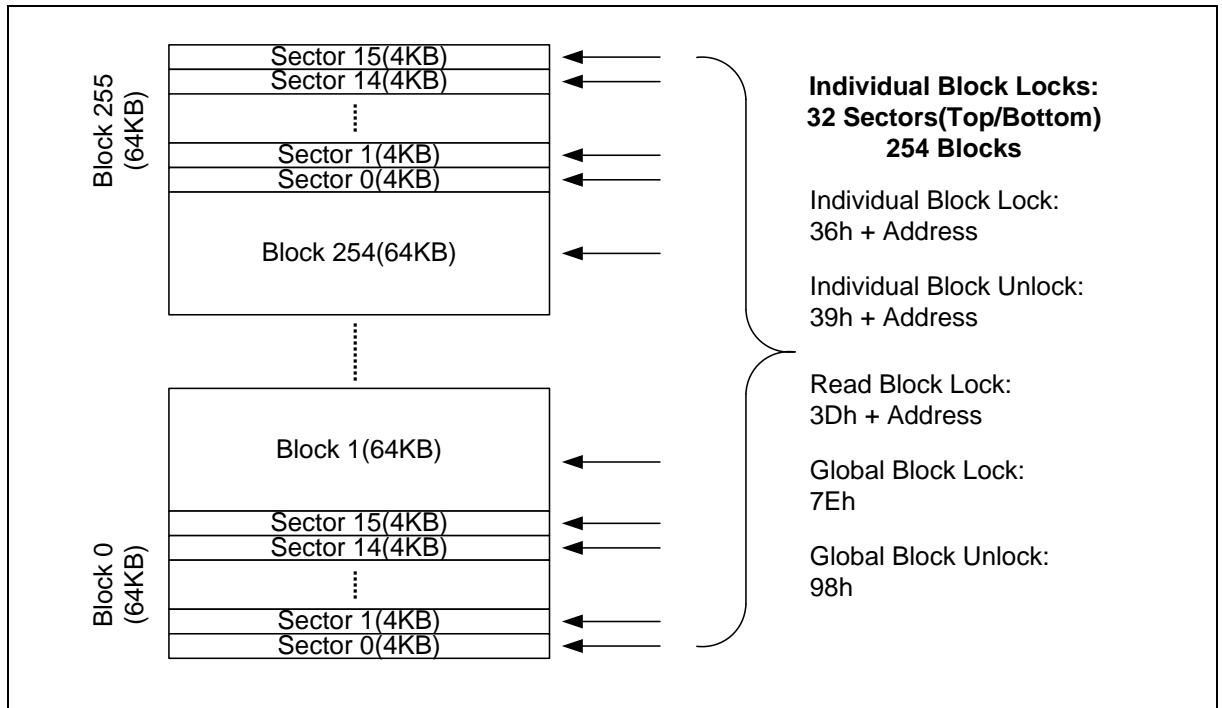 Block 255
(64KB)
Sector 15(4KB)
Sector 14(4KB)
Sector 1(4KB)
Sector 0(4KB)
Block 254(64KB)
Block 1(64KB)
Block 0
(64KB)
Sector 15(4KB)
Sector 14(4KB)
Sector 1(4KB)
Sector 0(4KB)
Individual Block Locks:
32 Sectors(Top/Bottom)
254 Blocks
Individual Block Lock:
36h + Address
Individual Block Unlock:
39h + Address
Read Block Lock:
3Dh + Address
Global Block Lock:
7Eh
Global Block Unlock:
98h